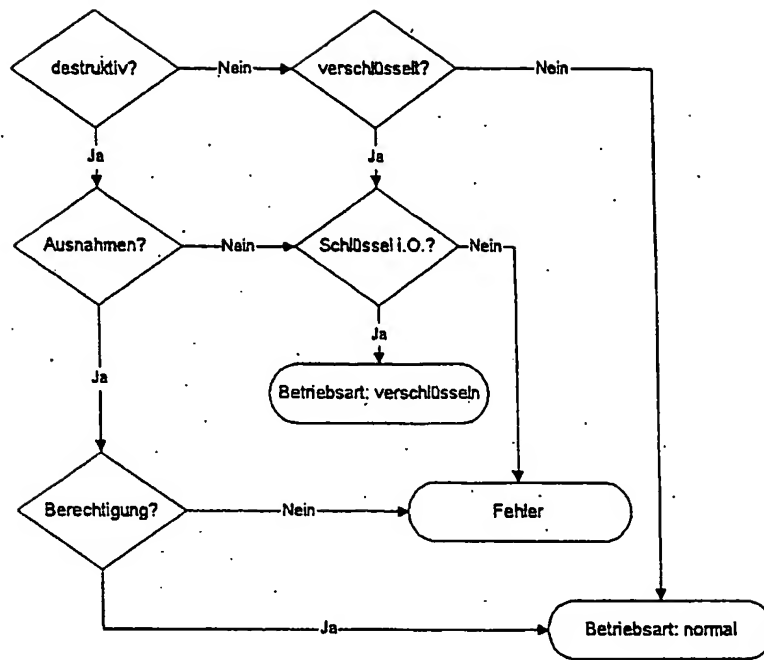 destruktiv?
Nein
verschlüsselt?
Nein
Ja
Ja
Ausnahmen?
Nein
Schlüssel i.O.?
Nein
Ja
Ja
Betriebsart: verschlüsseln
Berechtigung?
Nein
Fehler
Ja
Betriebsart: normal